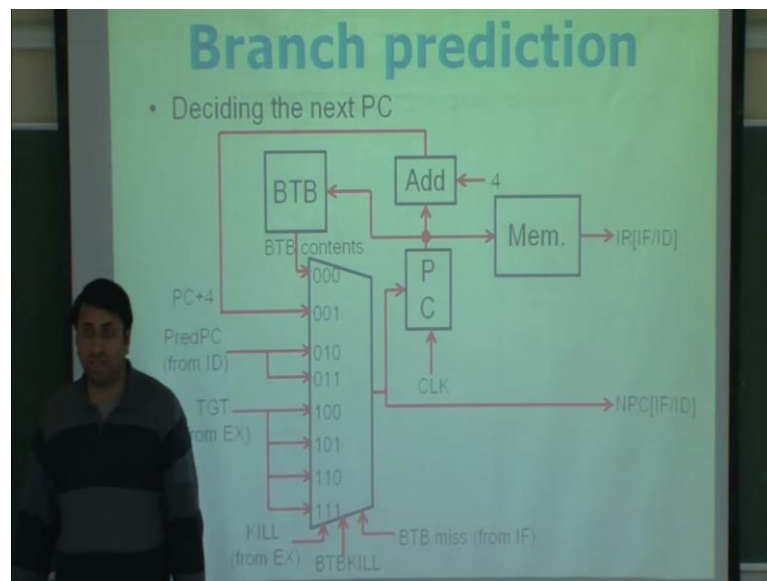 Branch prediction
• Deciding the next PC
BTB
Add
4
Mem.
IR[IF/ID]
BTB contents
000
P
C
PC+4
001
PredPC
(from ID)
010
011
CLK
TGT
from EX)
100
NPC[IF/ID]
101
110
111
KILL
(from EX)
BTBKILL
BTB miss (from IF)